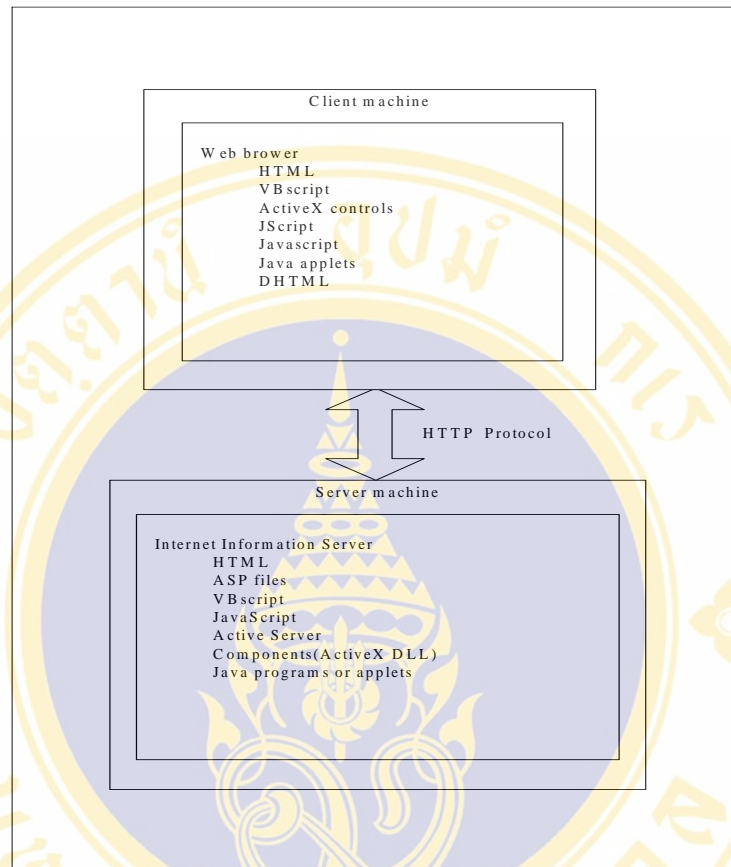 Client machine
Web brower
HTML
VBscript
ActiveX controls
JScript
Javascript
Java applets
DHTML
HTTP Protocol
Server machine
Internet Information Server
HTML
ASP files
VBscript
JavaScript
Active Server
Components(ActiveX DLL)
Java programs or applets